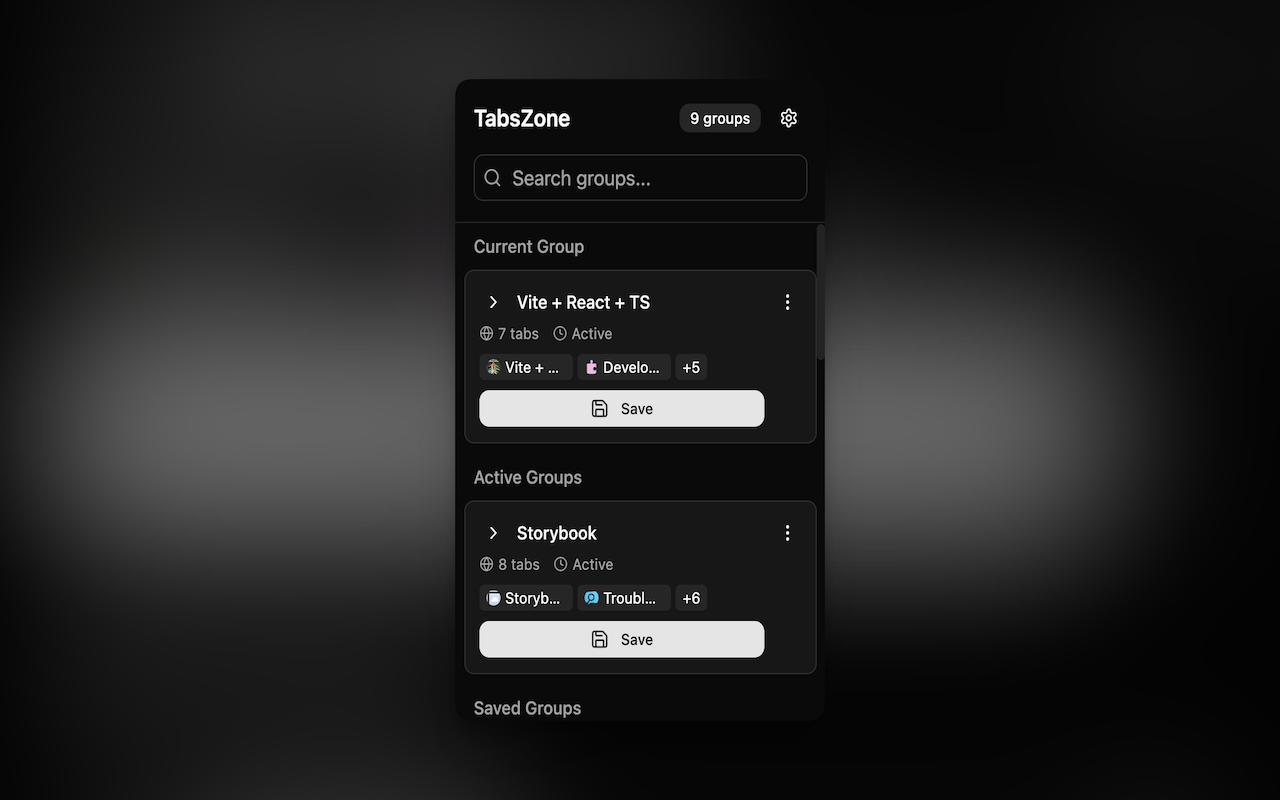 TabsZone
9 groups
Search groups...
Current Group
Vite + React + TS
7 tabs Active
Vite + ... Develo... +5
Save
Active Groups
Storybook
8 tabs Active
Storyb... Troubl... +6
Save
Saved Groups